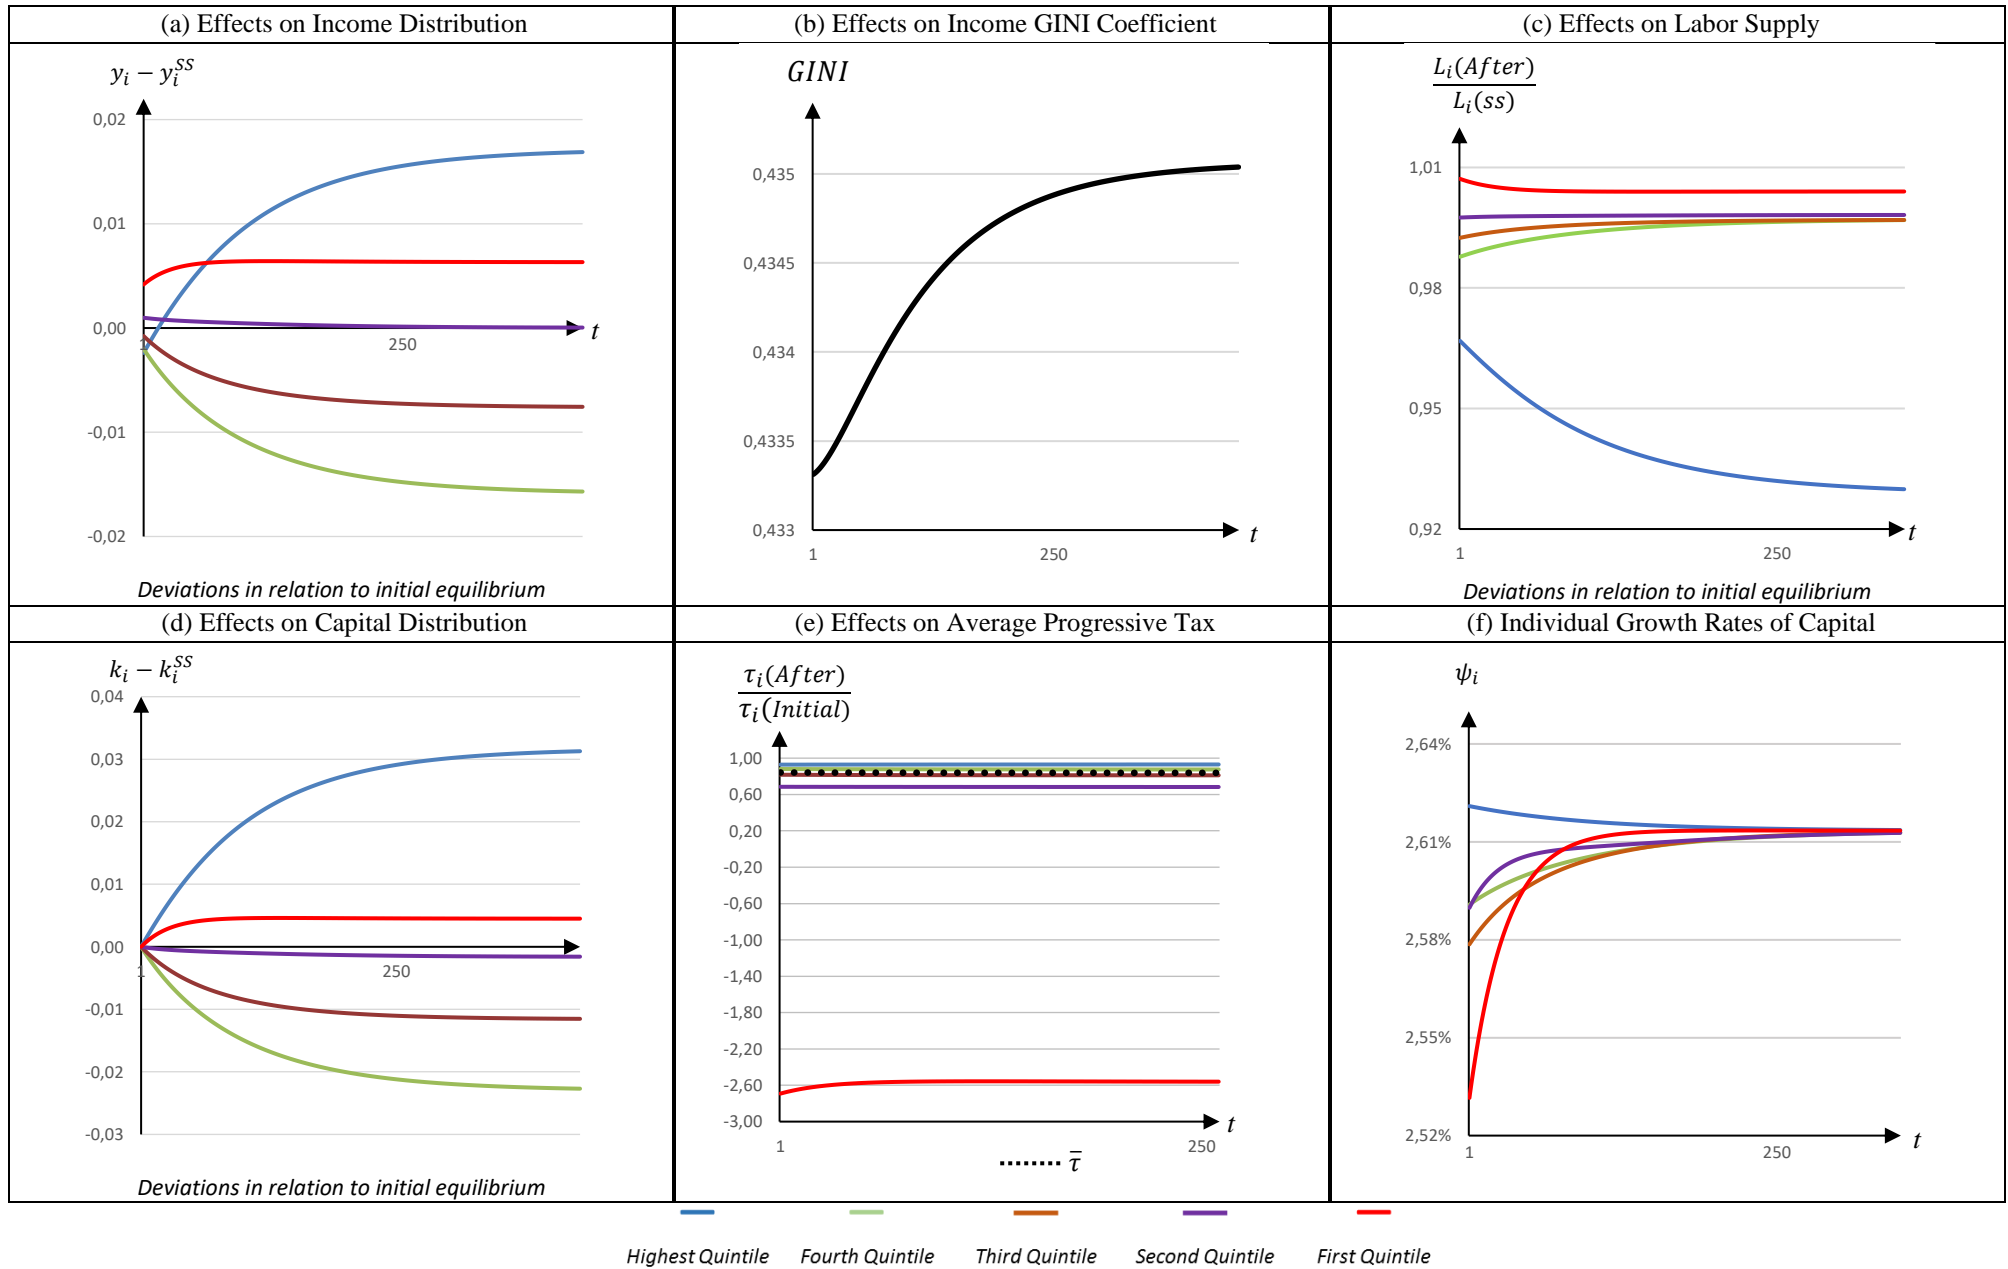 (a) Effects on Income Distribution
y_i − y_i^SS
0,02
0,01
0,00
-0,01
-0,02
1
250
t
Deviations in relation to initial equilibrium
(b) Effects on Income GINI Coefficient
GINI
0,435
0,4345
0,434
0,4335
0,433
1
250
t
(c) Effects on Labor Supply
L_i(After)
L_i(ss)
1,01
0,98
0,95
0,92
1
250
t
Deviations in relation to initial equilibrium
(d) Effects on Capital Distribution
k_i − k_i^SS
0,04
0,03
0,02
0,01
0,00
-0,01
-0,02
-0,03
1
250
Deviations in relation to initial equilibrium
(e) Effects on Average Progressive Tax
τ_i(After)
τ_i(Initial)
1,00
0,60
0,20
-0,20
-0,60
-1,00
-1,40
-1,80
-2,20
-2,60
-3,00
1
250
t
τ̅
(f) Individual Growth Rates of Capital
ψ_i
2,64%
2,61%
2,58%
2,55%
2,52%
1
250
t
Highest Quintile Fourth Quintile Third Quintile Second Quintile First Quintile